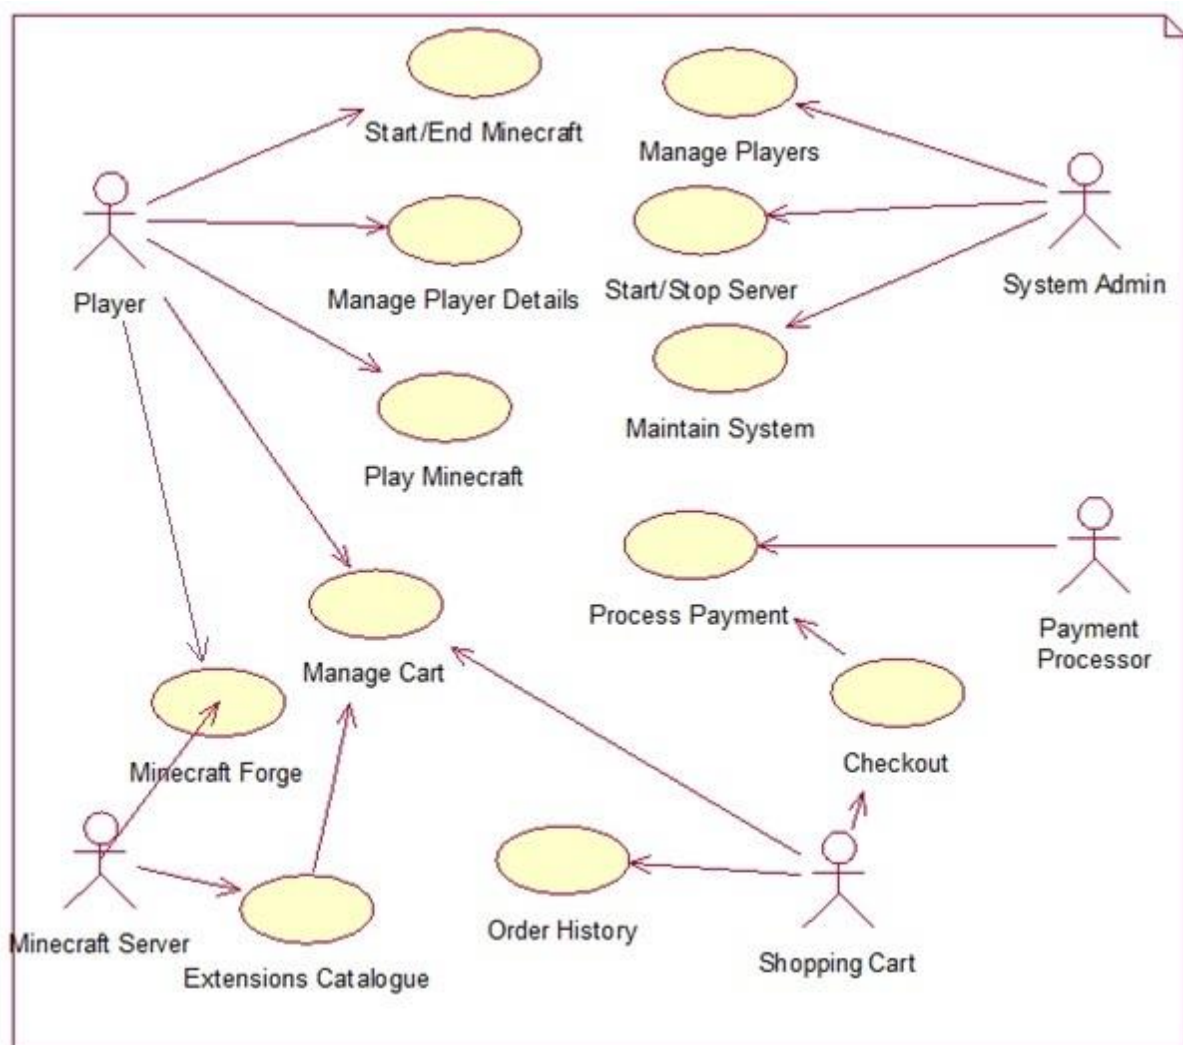 Start/End Minecraft
Manage Players
Player
Manage Player Details
Start/Stop Server
System Admin
Play Minecraft
Maintain System
Process Payment
Payment
Processor
Manage Cart
Minecraft Forge
Checkout
Minecraft Server
Extensions Catalogue
Order History
Shopping Cart